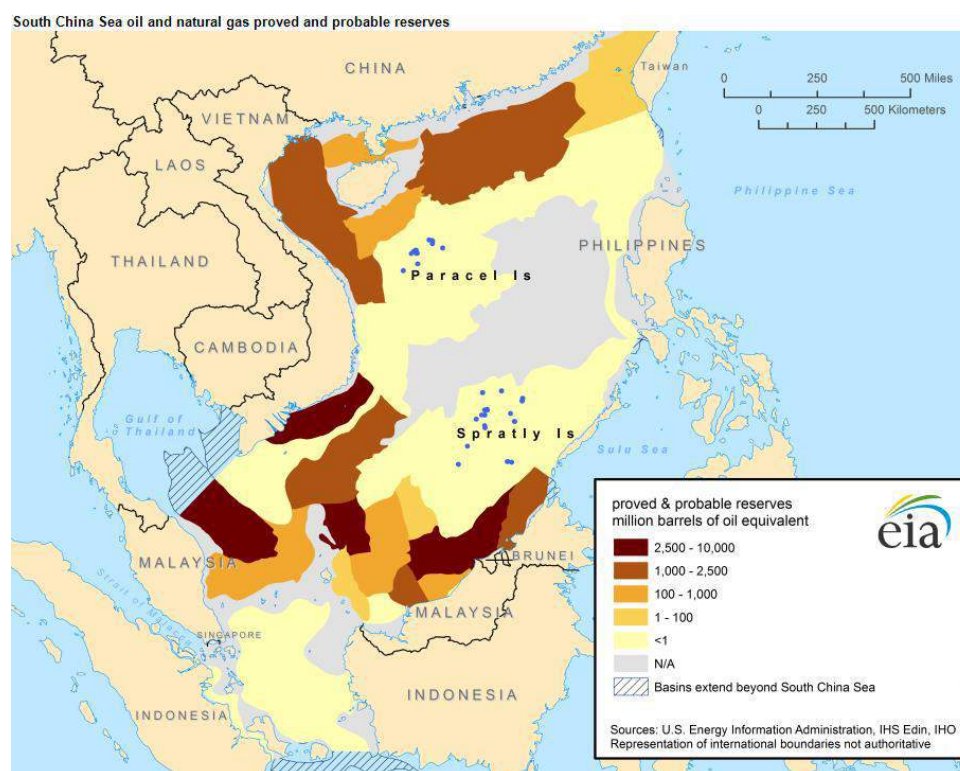 South China Sea oil and natural gas proved and probable reserves
CHINA
Taiwan
0 250 500 Miles
0 250 500 Kilometers
VIETNAM
LAOS
Philippine Sea
PHILIPPINES
THAILAND
Paracel Is
CAMBODIA
Gulf of
Thailand
Spratly Is
Sulu Sea
MALAYSIA
BRUNEI
MALAYSIA
Strait of Malacca
SINGAPORE
INDONESIA
INDONESIA
proved & probable reserves
million barrels of oil equivalent
eia
2,500 - 10,000
1,000 - 2,500
100 - 1,000
1 - 100
<1
N/A
Basins extend beyond South China Sea
Sources: U.S. Energy Information Administration, IHS Edin, IHO
Representation of international boundaries not authoritative